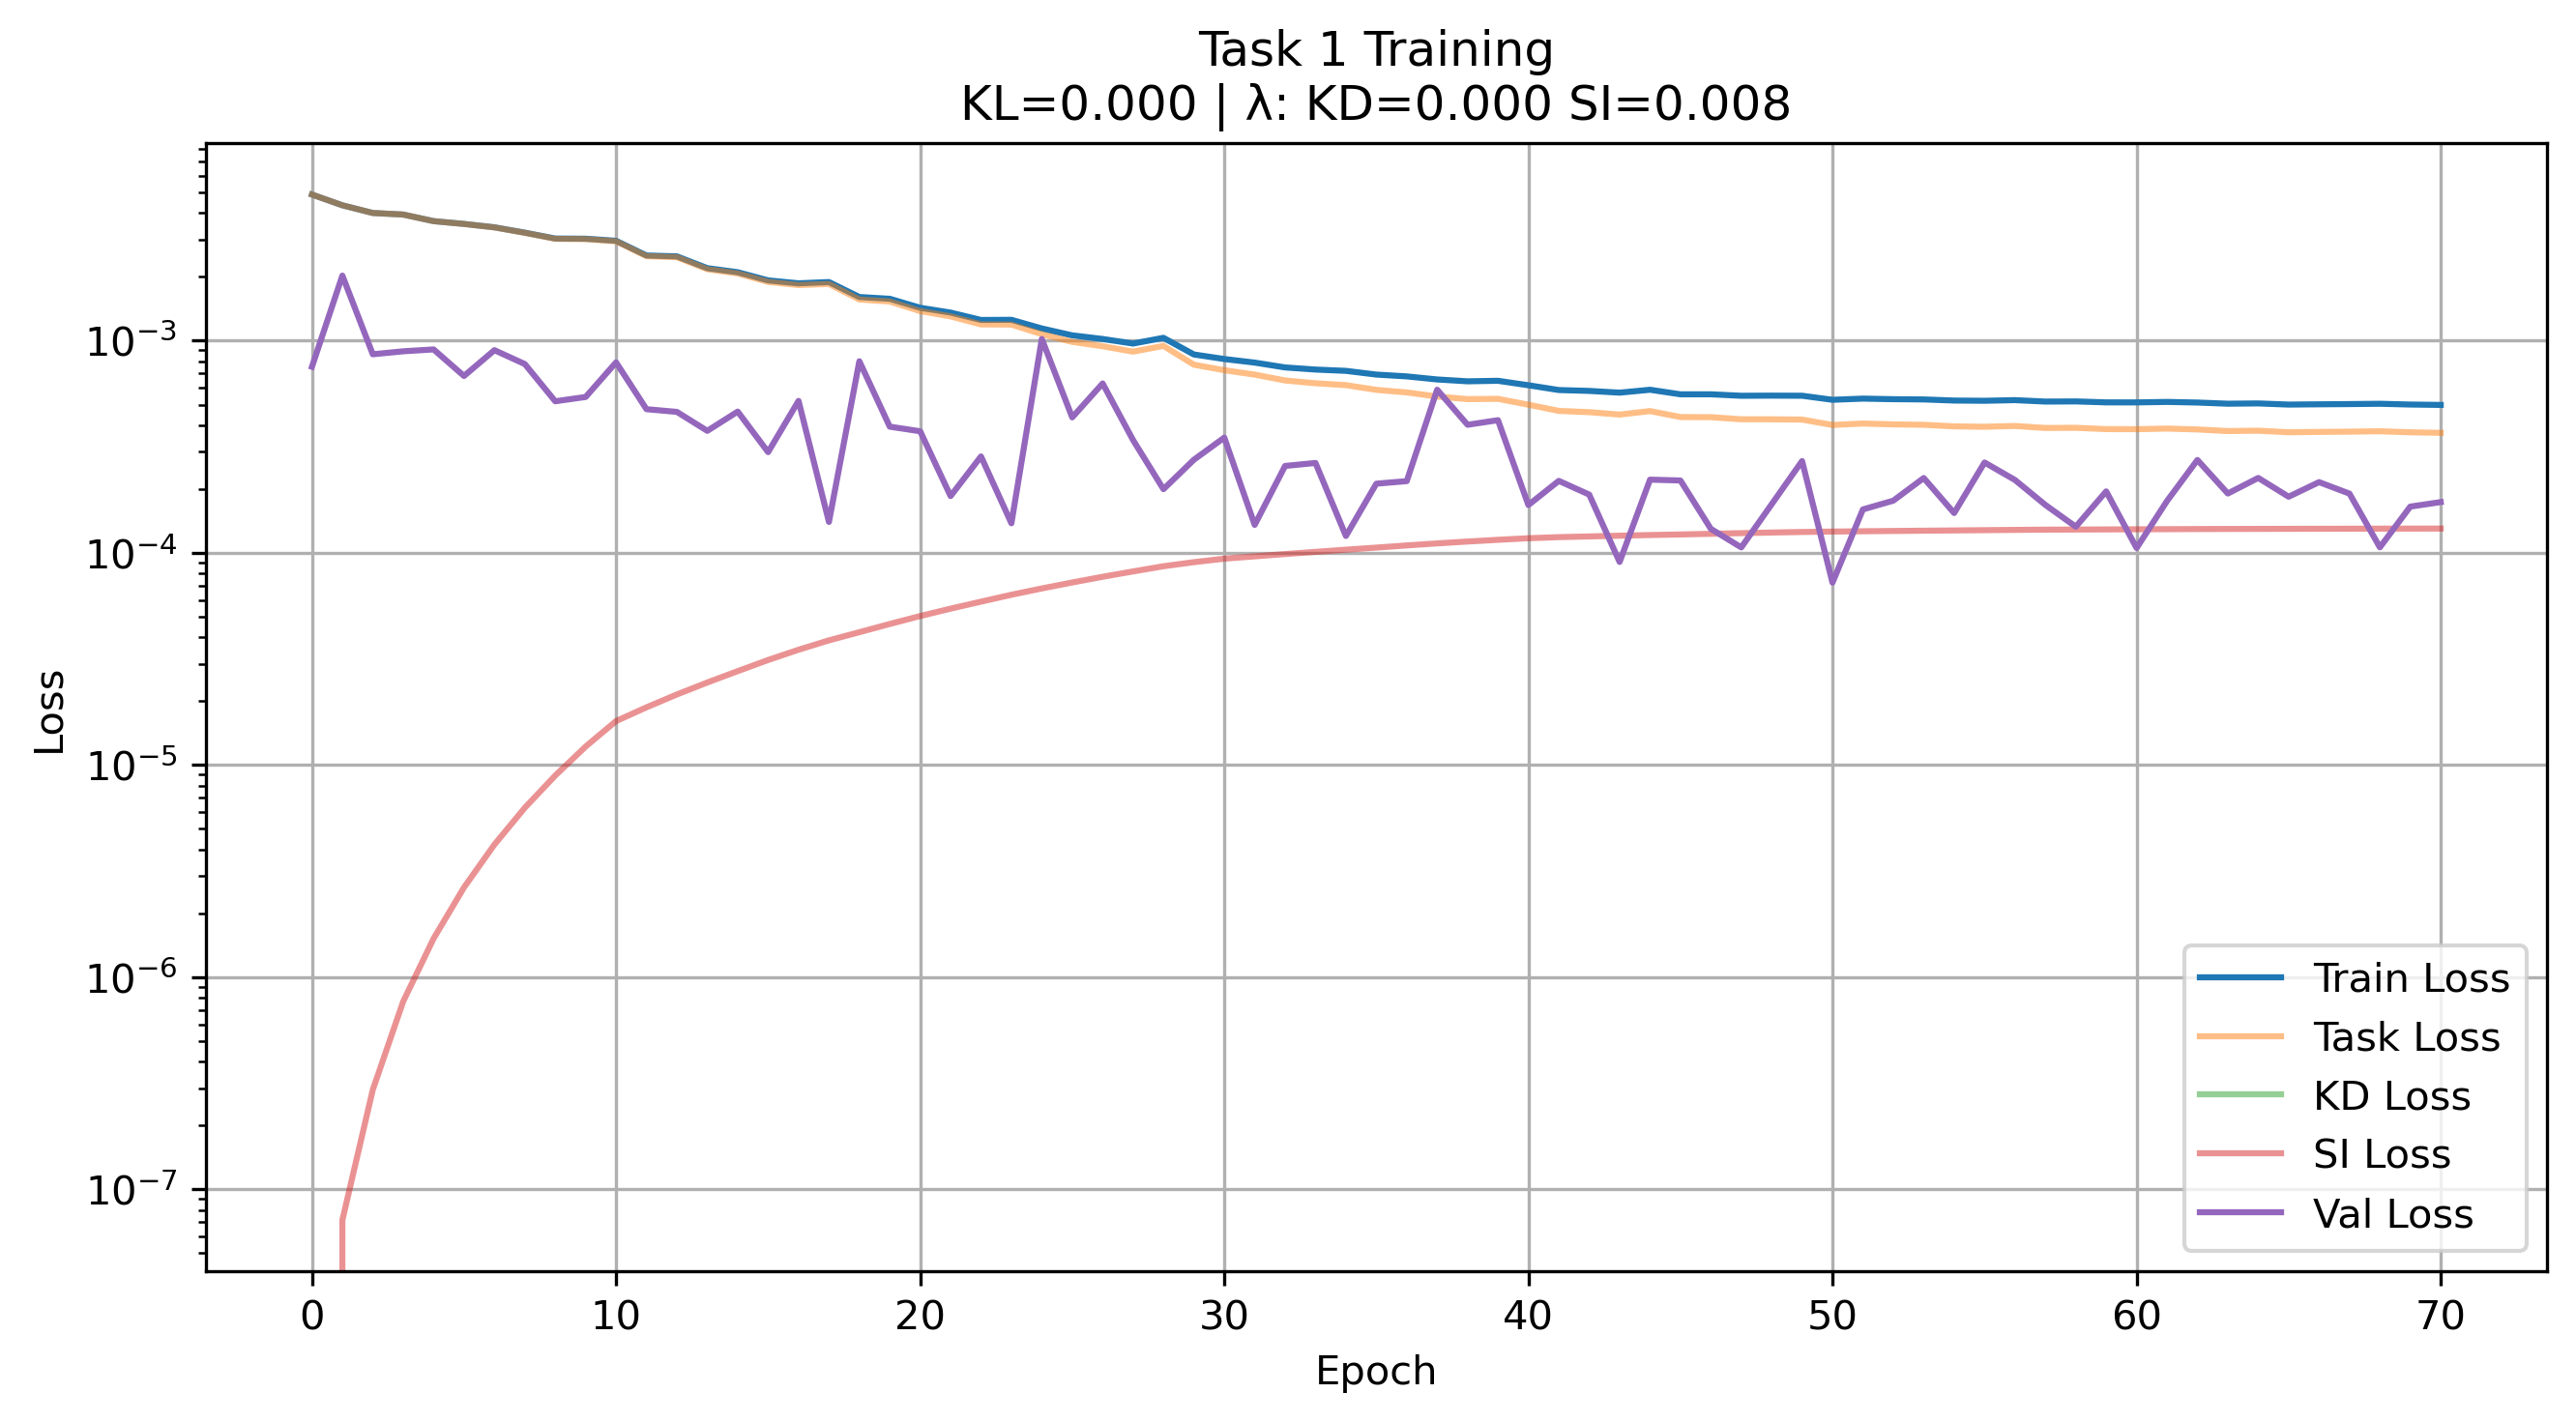 Task 1 Training
KL=0.000 | λ: KD=0.000 SI=0.008
Loss
10⁻³
10⁻⁴
10⁻⁵
10⁻⁶
10⁻⁷
Train Loss
Task Loss
KD Loss
SI Loss
Val Loss
0 10 20 30 40 50 60 70
Epoch